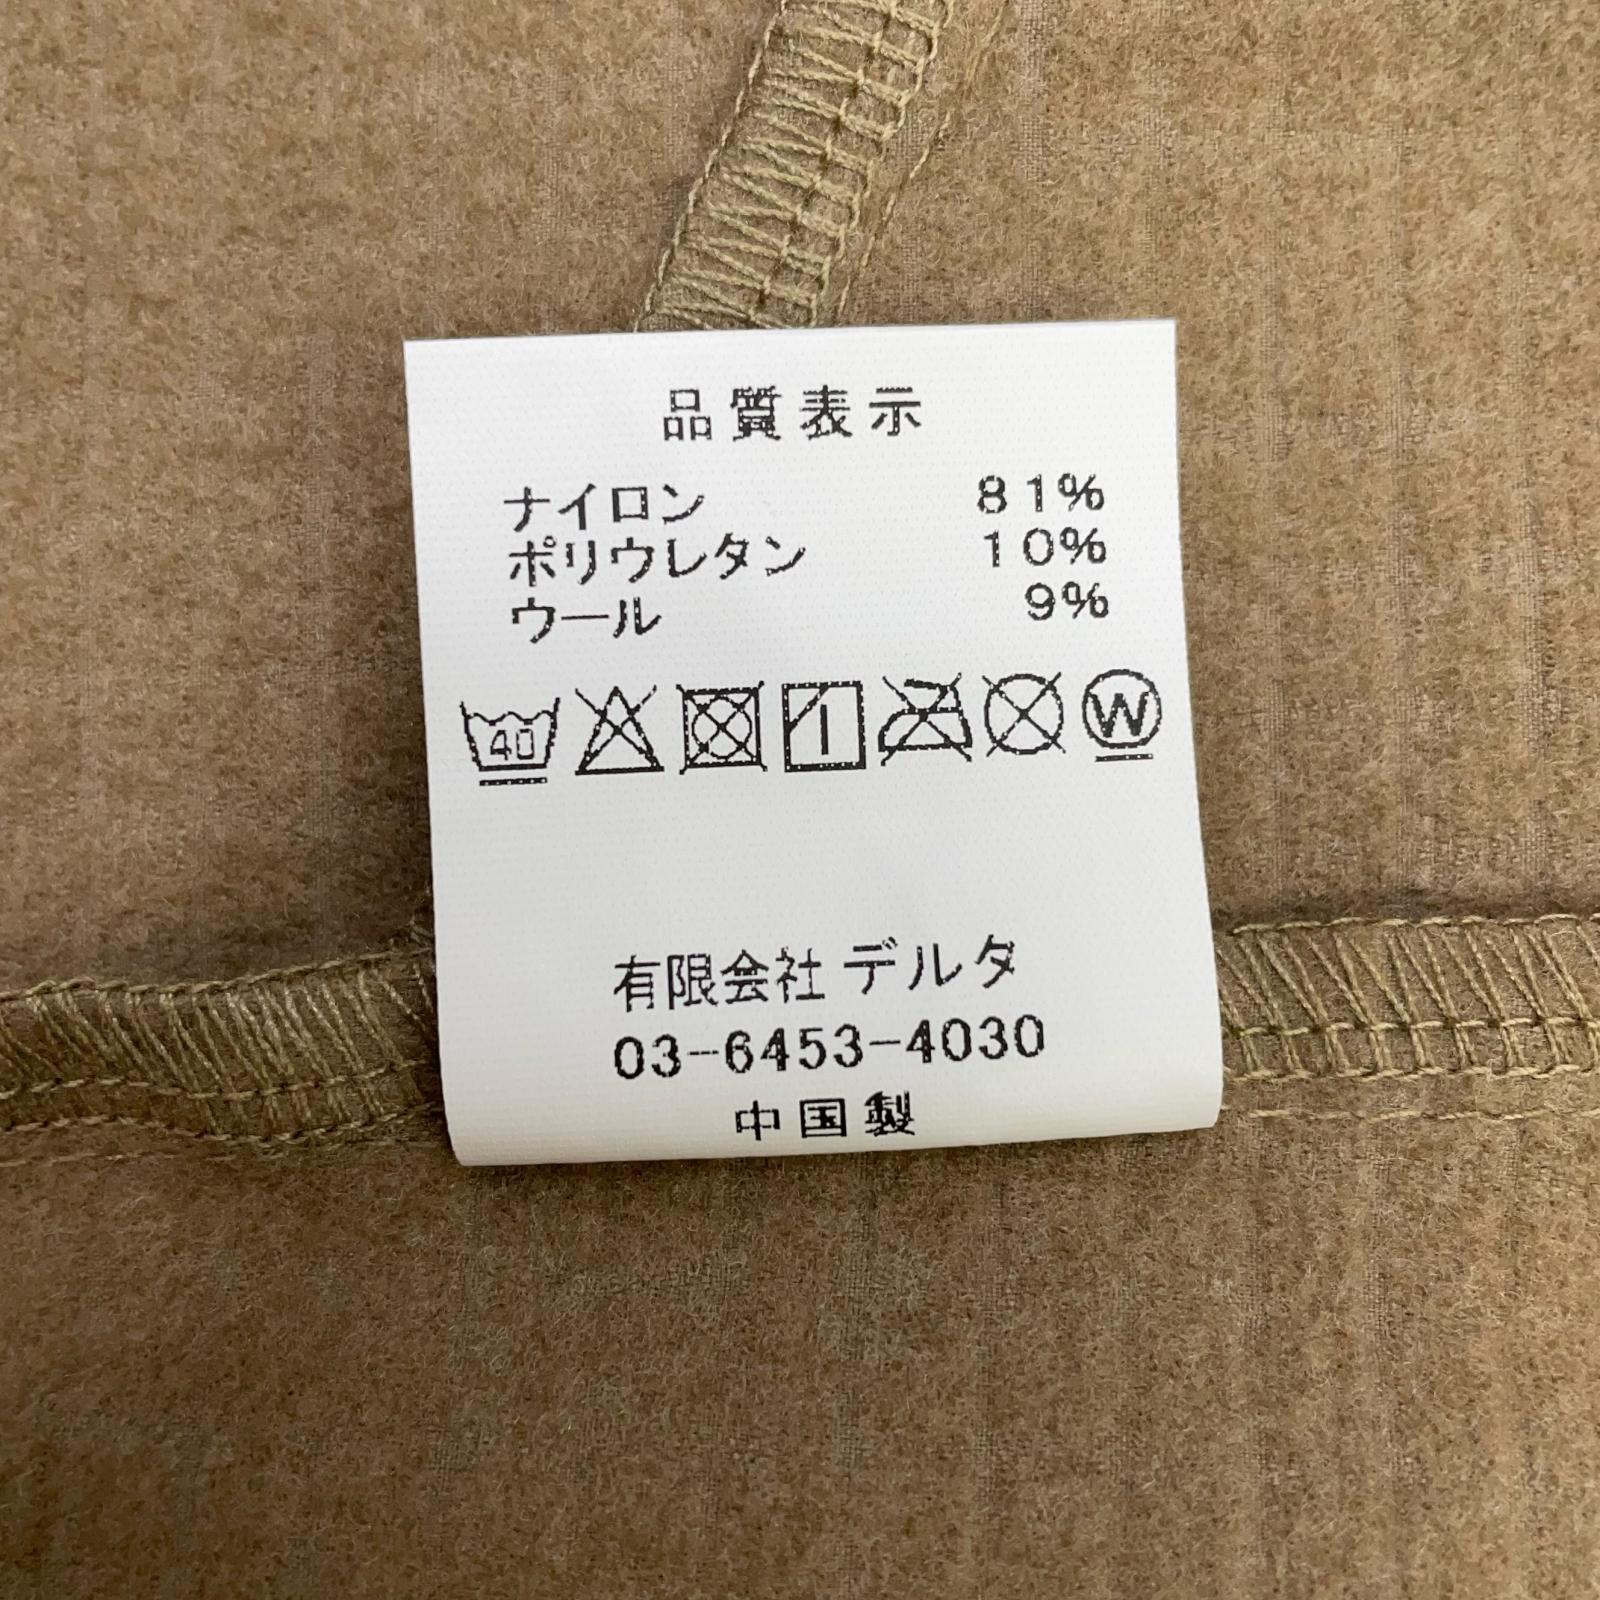 品質表示
ナイロン 81%
ポリウレタン 10%
ウール 9%
40 W
有限会社 デルタ
03-6453-4030
中国製